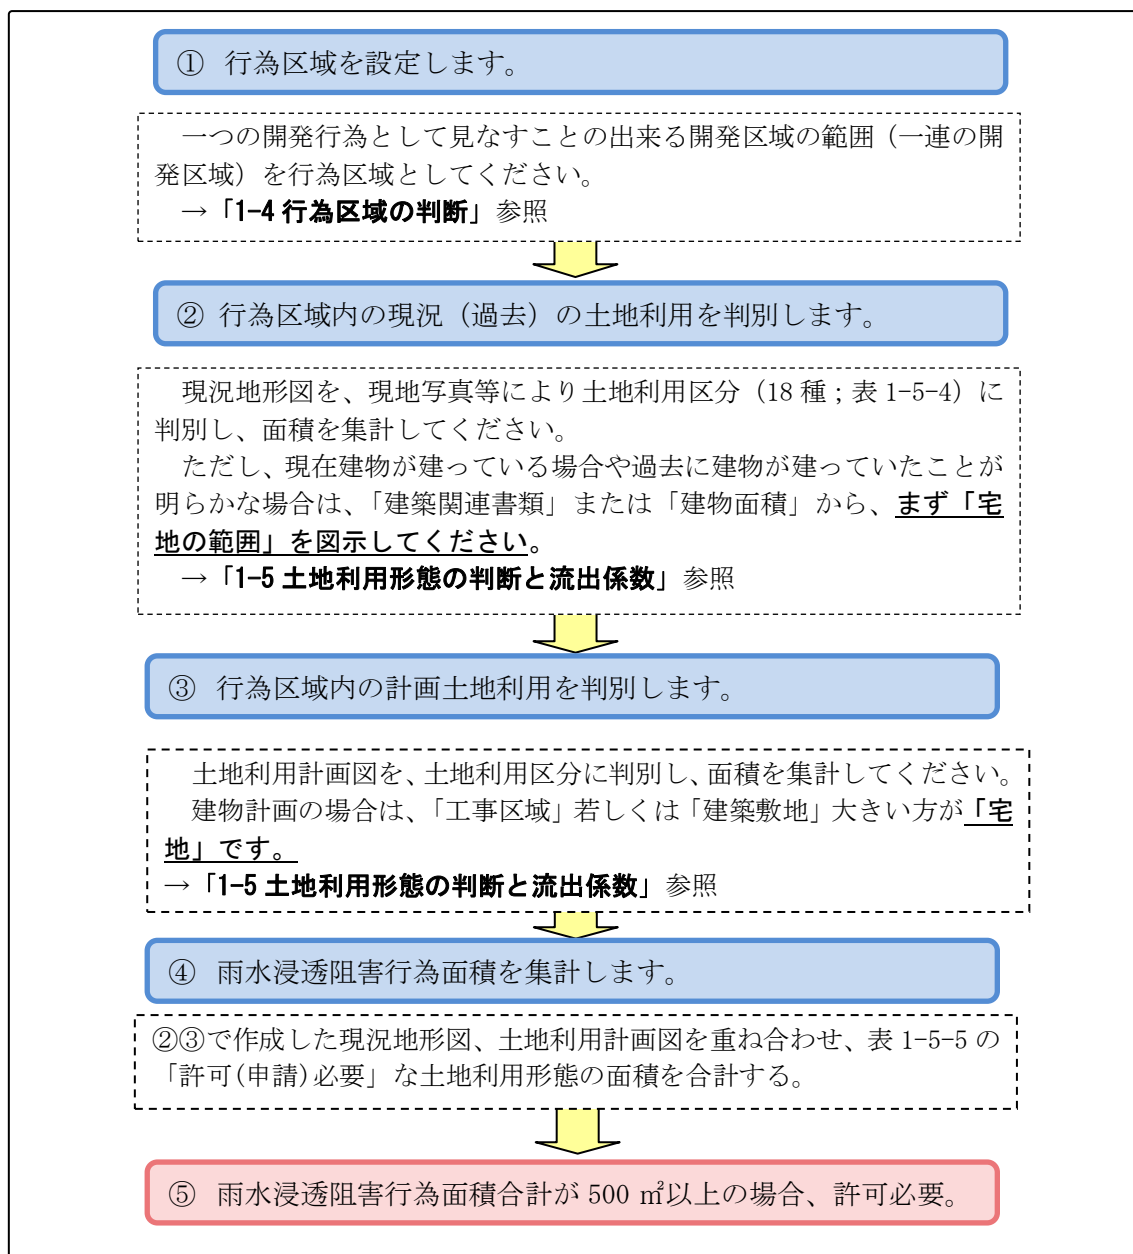 ① 行為区域を設定します。
一つの開発行為として見なすことの出来る開発区域の範囲（一連の開
発区域）を行為区域としてください。
→「1-4 行為区域の判断」参照
② 行為区域内の現況（過去）の土地利用を判別します。
現況地形図を、現地写真等により土地利用区分（18 種；表 1-5-4）に
判別し、面積を集計してください。
ただし、現在建物が建っている場合や過去に建物が建っていたことが
明らかな場合は、「建築関連書類」または「建物面積」から、まず「宅
地の範囲」を図示してください。
→「1-5 土地利用形態の判断と流出係数」参照
③ 行為区域内の計画土地利用を判別します。
土地利用計画図を、土地利用区分に判別し、面積を集計してください。
建物計画の場合は、「工事区域」若しくは「建築敷地」大きい方が「宅
地」です。
→「1-5 土地利用形態の判断と流出係数」参照
④ 雨水浸透阻害行為面積を集計します。
②③で作成した現況地形図、土地利用計画図を重ね合わせ、表 1-5-5 の
「許可(申請)必要」な土地利用形態の面積を合計する。
⑤ 雨水浸透阻害行為面積合計が 500 ㎡以上の場合、許可必要。